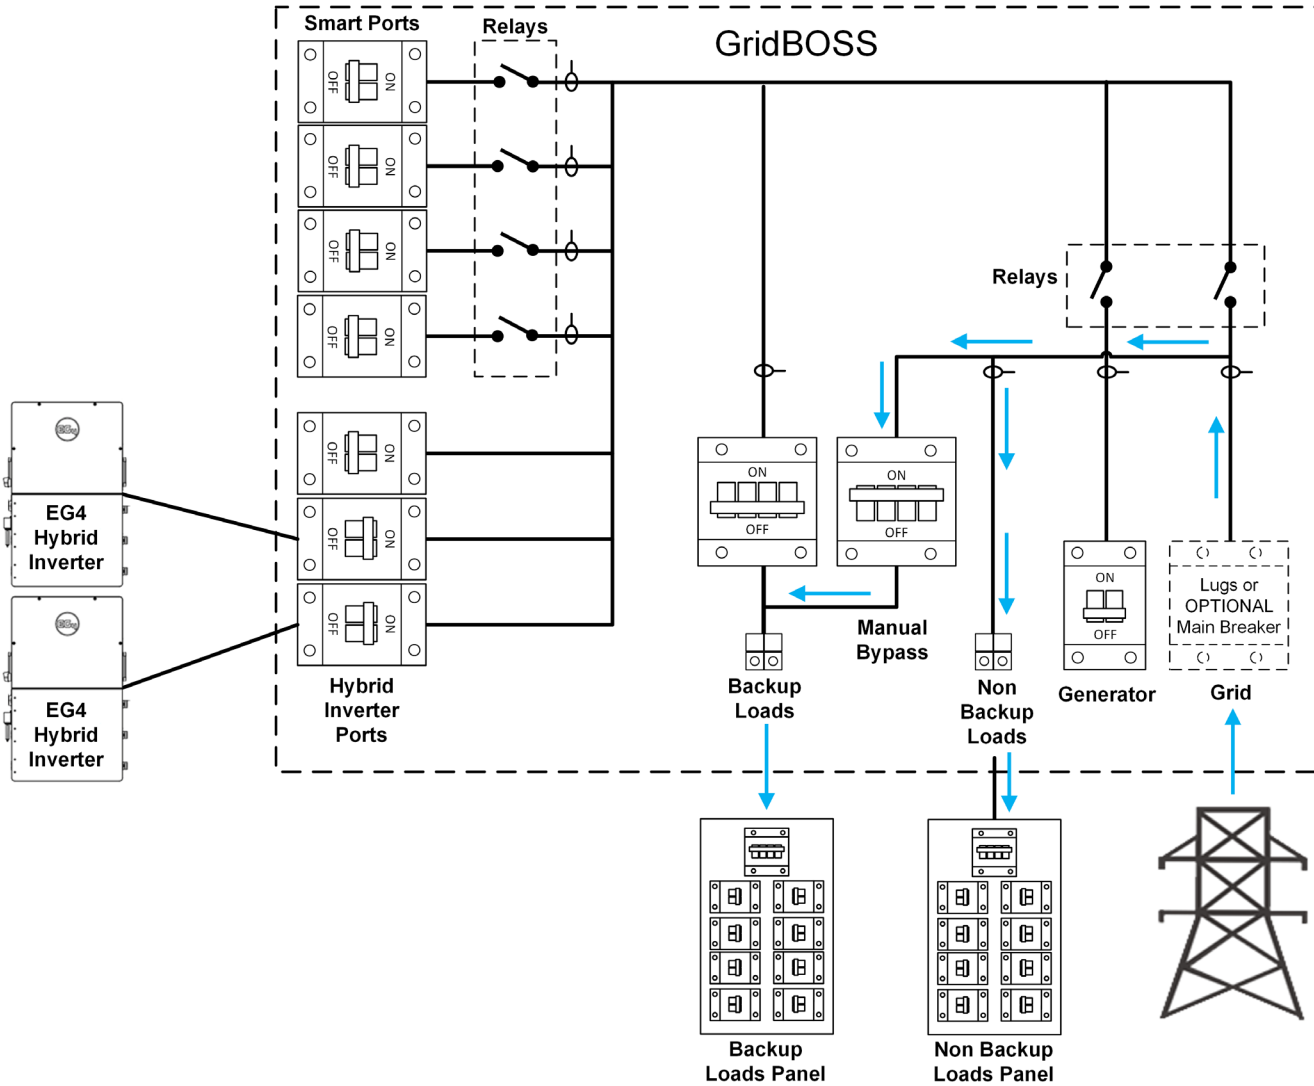 Smart Ports
Relays
GridBOSS
OFF
ON
OFF
ON
OFF
ON
OFF
ON
Relays
OFF
ON
OFF
ON
OFF
ON
EG4
EG4
Hybrid
Inverter
EG4
EG4
Hybrid
Inverter
Hybrid
Inverter
Ports
ON
OFF
ON
OFF
Manual
Bypass
Backup
Loads
Non
Backup
Loads
ON
OFF
Generator
Lugs or
OPTIONAL
Main Breaker
Grid
Backup
Loads Panel
Non Backup
Loads Panel